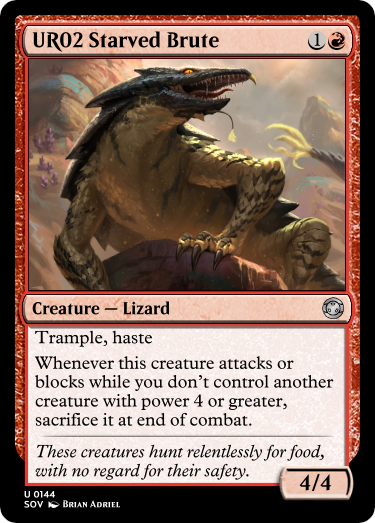 UR02 Starved Brute 1
Creature — Lizard
Trample, haste
Whenever this creature attacks or
blocks while you don't control another
creature with power 4 or greater,
sacrifice it at end of combat.
These creatures hunt relentlessly for food,
with no regard for their safety.
4/4
U 0144
SOV Brian Adriel